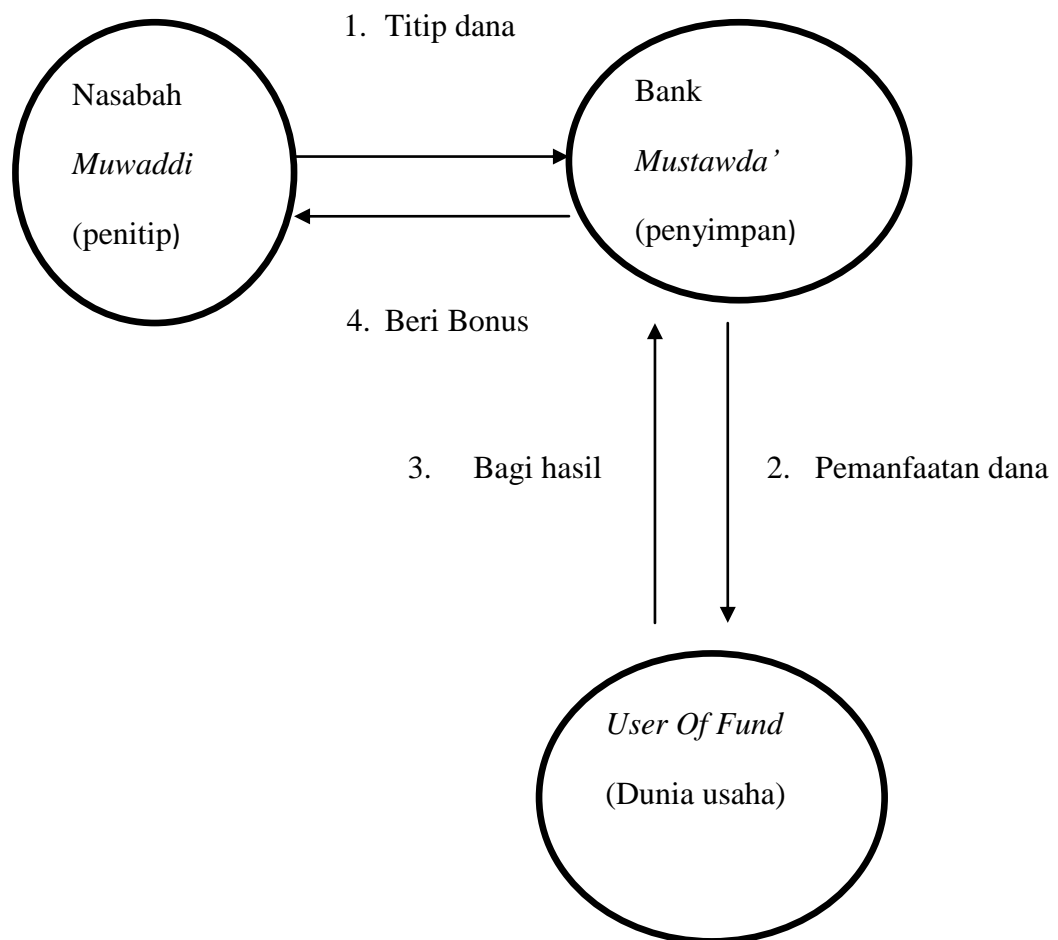 1. Titip dana
Nasabah
Muwaddi
(penitip)
Bank
Mustawda’
(penyimpan)
4. Beri Bonus
3. Bagi hasil
2. Pemanfaatan dana
User Of Fund
(Dunia usaha)